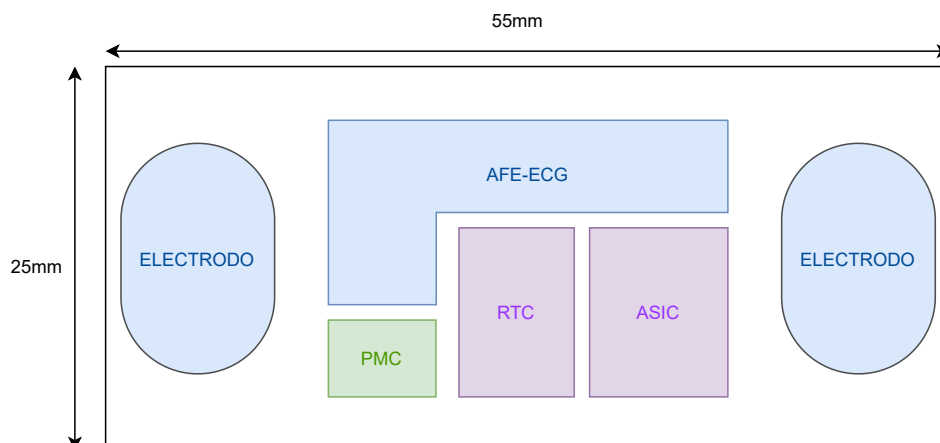 55mm
AFE-ECG
ELECTRODO
ELECTRODO
25mm
RTC
ASIC
PMC